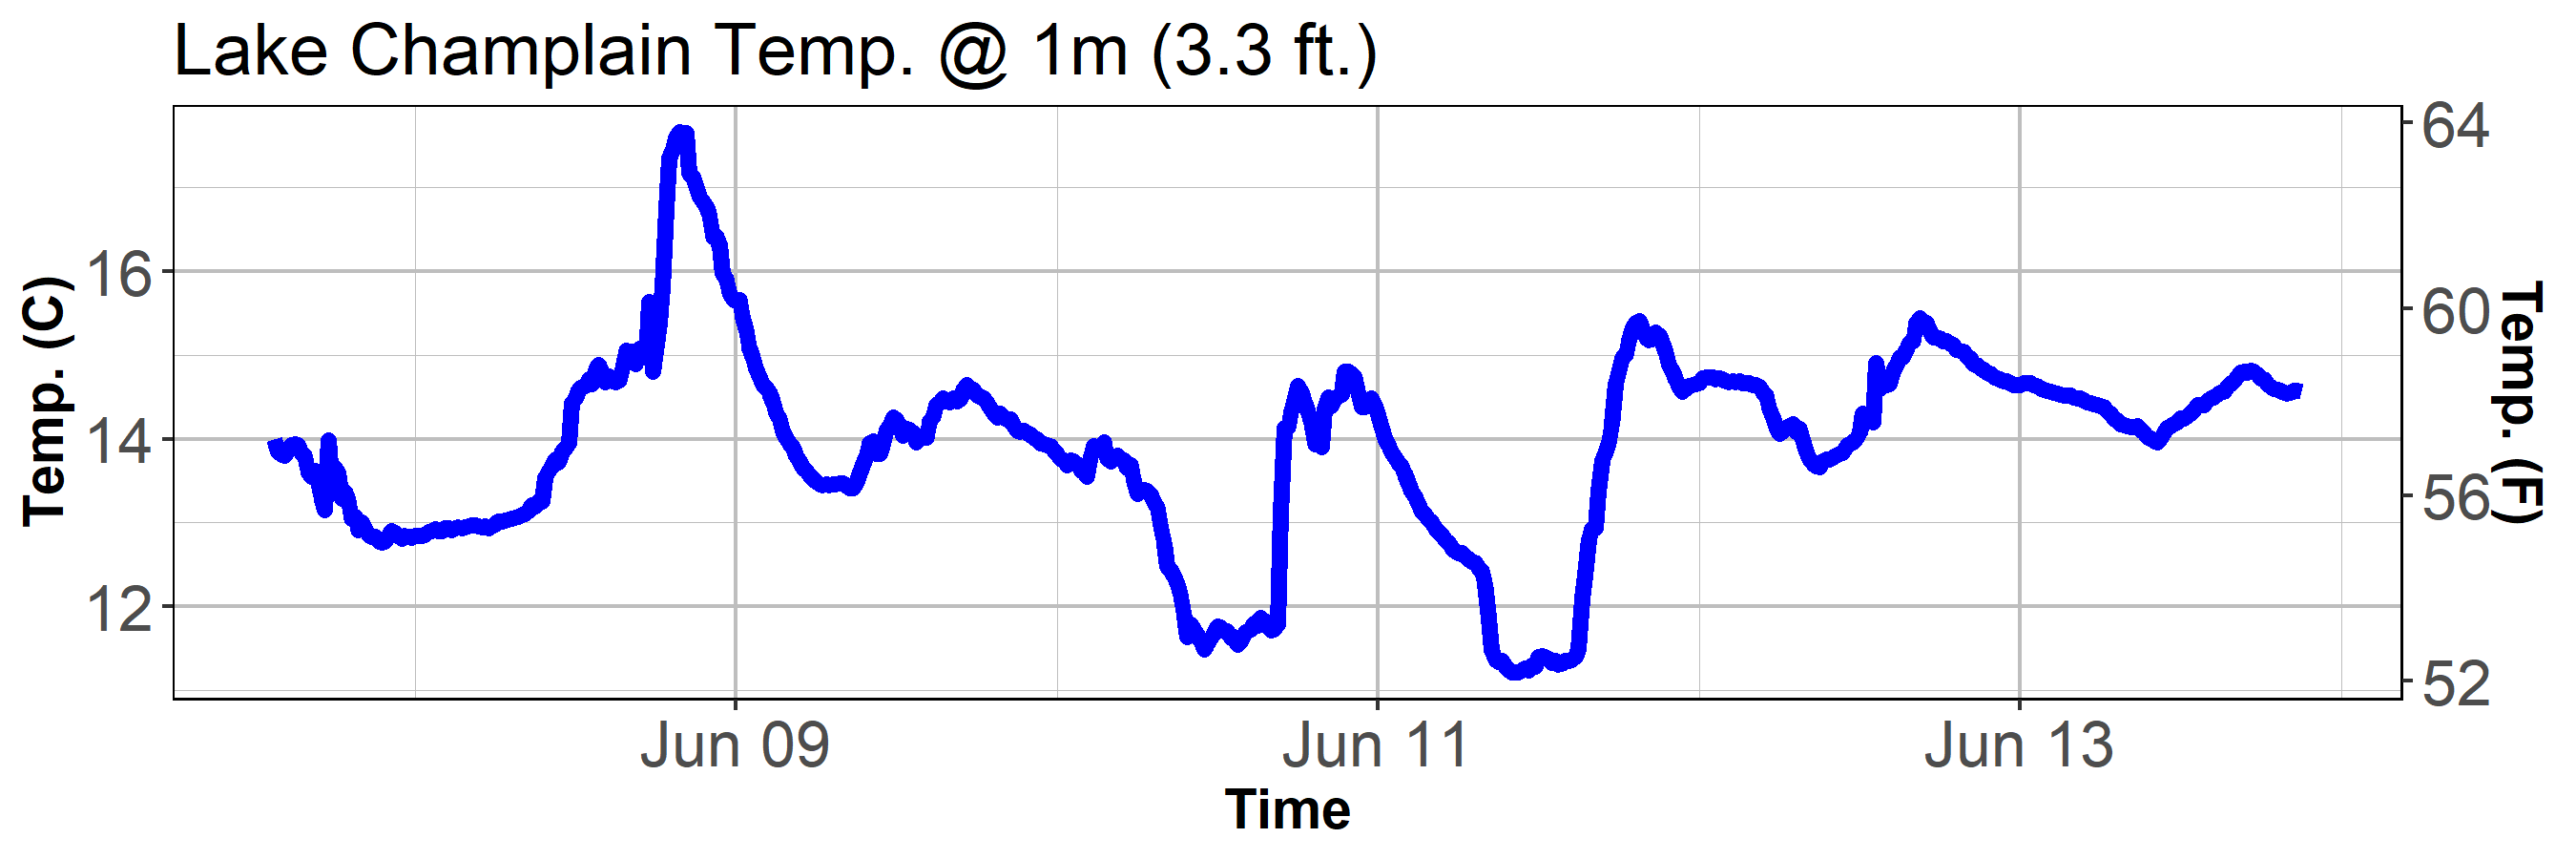 Lake Champlain Temp. @ 1m (3.3 ft.)
Temp. (C)
16
14
12
64
60
56
52
Temp. (F)
Jun 09
Jun 11
Jun 13
Time